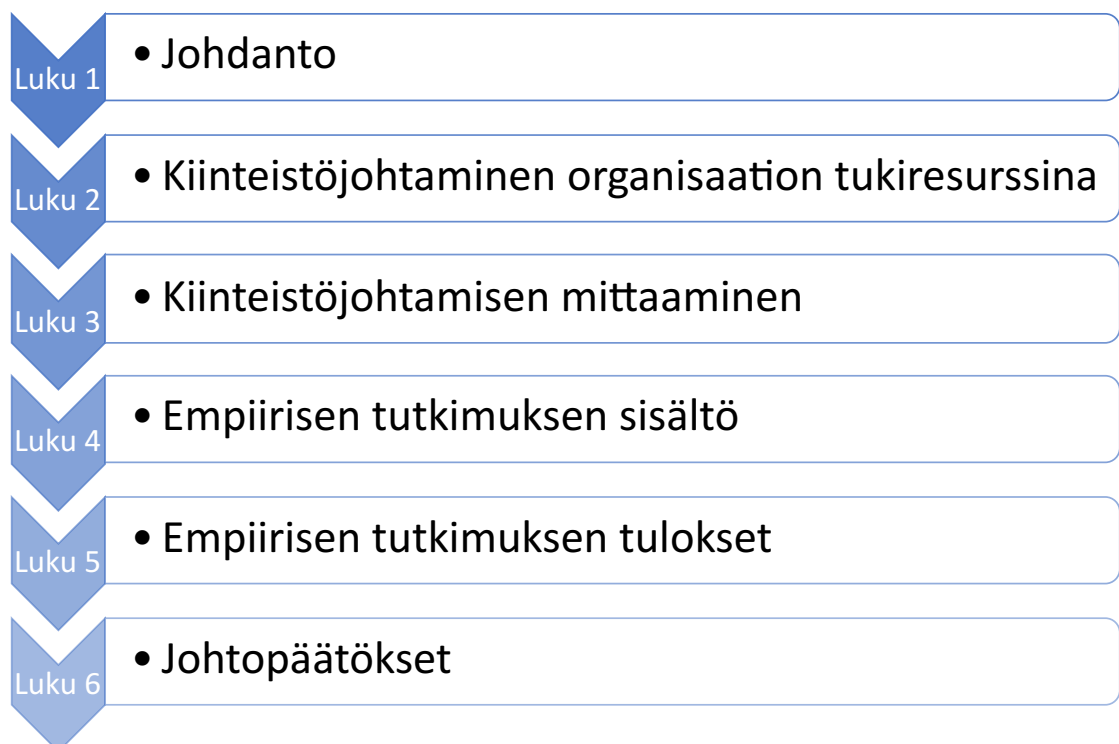 Luku 1
• Johdanto
Luku 2
• Kiinteistöjohtaminen organisaation tukiresurssina
Luku 3
• Kiinteistöjohtamisen mittaaminen
Luku 4
• Empiirisen tutkimuksen sisältö
Luku 5
• Empiirisen tutkimuksen tulokset
Luku 6
• Johtopäätökset